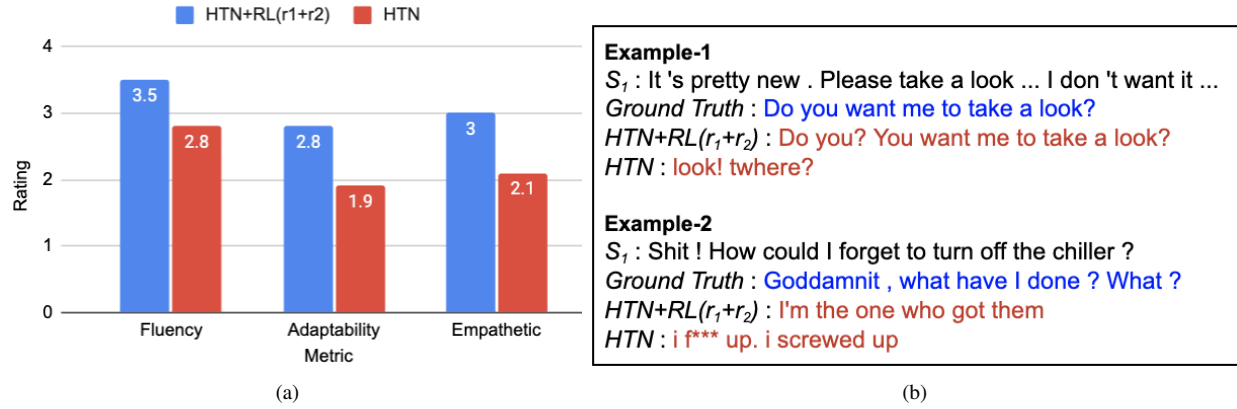 HTN+RL(r1+r2) HTN
4
3
2
1
0
Rating
3.5
2.8
2.8
1.9
3
2.1
Fluency Adaptability Empathetic
Metric
(a)
Example-1
S₁ : It 's pretty new . Please take a look ... I don 't want it ...
Ground Truth : Do you want me to take a look?
HTN+RL(r₁+r₂) : Do you? You want me to take a look?
HTN : look! twhere?
Example-2
S₁ : Shit ! How could I forget to turn off the chiller ?
Ground Truth : Goddamnit , what have I done ? What ?
HTN+RL(r₁+r₂) : I'm the one who got them
HTN : i f*** up. i screwed up
(b)